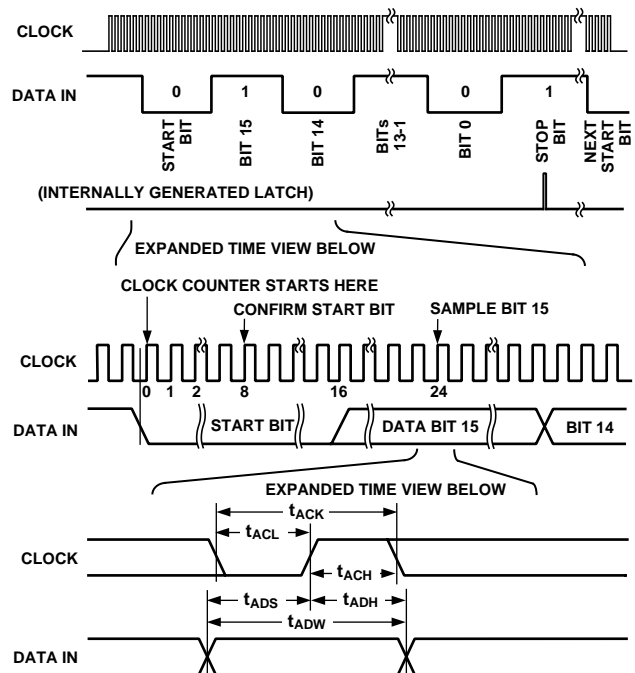 CLOCK
DATA IN
0 1 0 0 1
START BIT
BIT 15
BIT 14
BITs 13-1
BIT 0
STOP BIT
NEXT START BIT
(INTERNALLY GENERATED LATCH)
EXPANDED TIME VIEW BELOW
CLOCK COUNTER STARTS HERE
CONFIRM START BIT
SAMPLE BIT 15
CLOCK
0 1 2 8 16 24
DATA IN
START BIT
DATA BIT 15
BIT 14
EXPANDED TIME VIEW BELOW
tACK
tACL
CLOCK
tACH
tADS
tADH
tADW
DATA IN